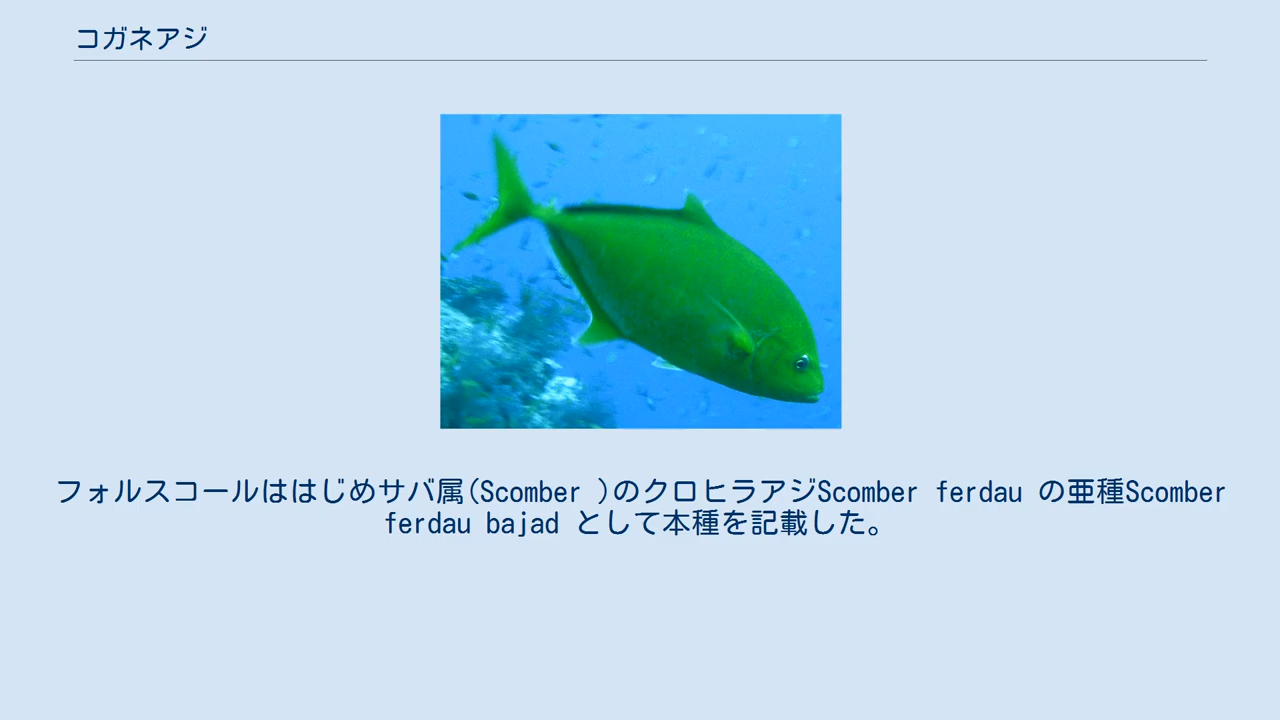 コガネアジ
フォルスコールははじめサバ属(Scomber )のクロヒラアジScomber ferdau の亜種Scomber
ferdau bajad として本種を記載した。